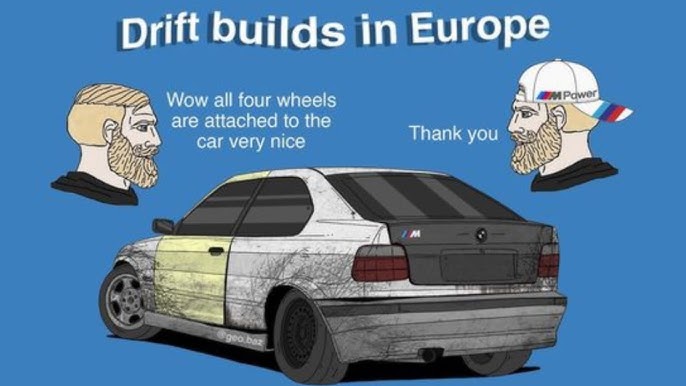 Drift builds in Europe
Wow all four wheels
are attached to the
car very nice
Thank you
M Power
M
@geo.baz